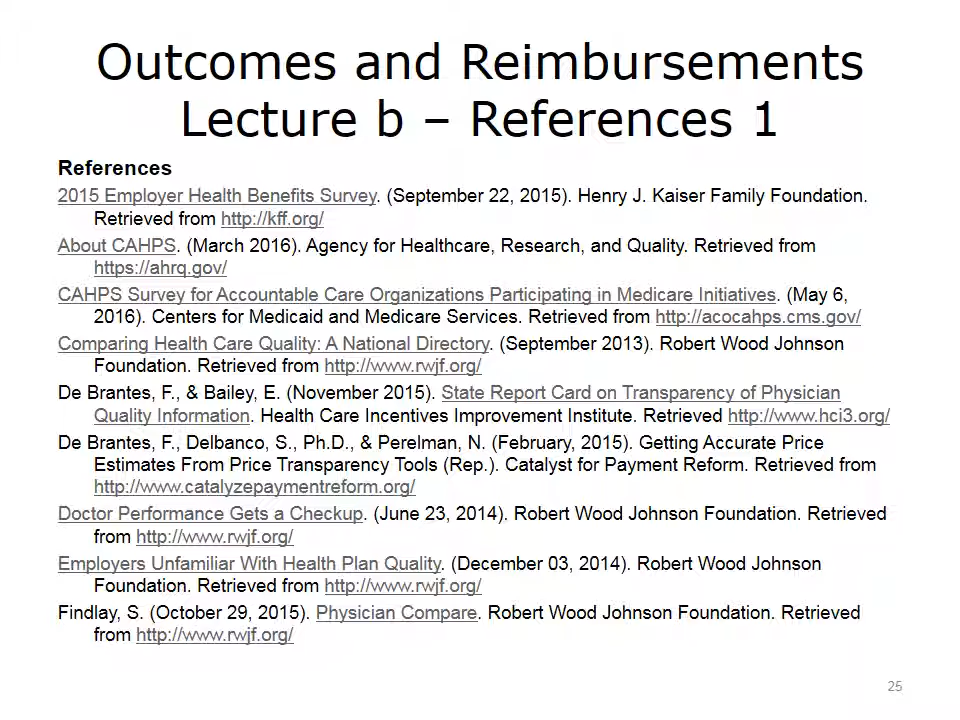 Outcomes and Reimbursements
Lecture b – References 1
References
2015 Employer Health Benefits Survey. (September 22, 2015). Henry J. Kaiser Family Foundation.
Retrieved from http://kff.org/
About CAHPS. (March 2016). Agency for Healthcare, Research, and Quality. Retrieved from
https://ahrq.gov/
CAHPS Survey for Accountable Care Organizations Participating in Medicare Initiatives. (May 6,
2016). Centers for Medicaid and Medicare Services. Retrieved from http://acocahps.cms.gov/
Comparing Health Care Quality: A National Directory. (September 2013). Robert Wood Johnson
Foundation. Retrieved from http://www.rwjf.org/
De Brantes, F., & Bailey, E. (November 2015). State Report Card on Transparency of Physician
Quality Information. Health Care Incentives Improvement Institute. Retrieved http://www.hci3.org/
De Brantes, F., Delbanco, S., Ph.D., & Perelman, N. (February, 2015). Getting Accurate Price
Estimates From Price Transparency Tools (Rep.). Catalyst for Payment Reform. Retrieved from
http://www.catalyzepaymentreform.org/
Doctor Performance Gets a Checkup. (June 23, 2014). Robert Wood Johnson Foundation. Retrieved
from http://www.rwjf.org/
Employers Unfamiliar With Health Plan Quality. (December 03, 2014). Robert Wood Johnson
Foundation. Retrieved from http://www.rwjf.org/
Findlay, S. (October 29, 2015). Physician Compare. Robert Wood Johnson Foundation. Retrieved
from http://www.rwjf.org/
25